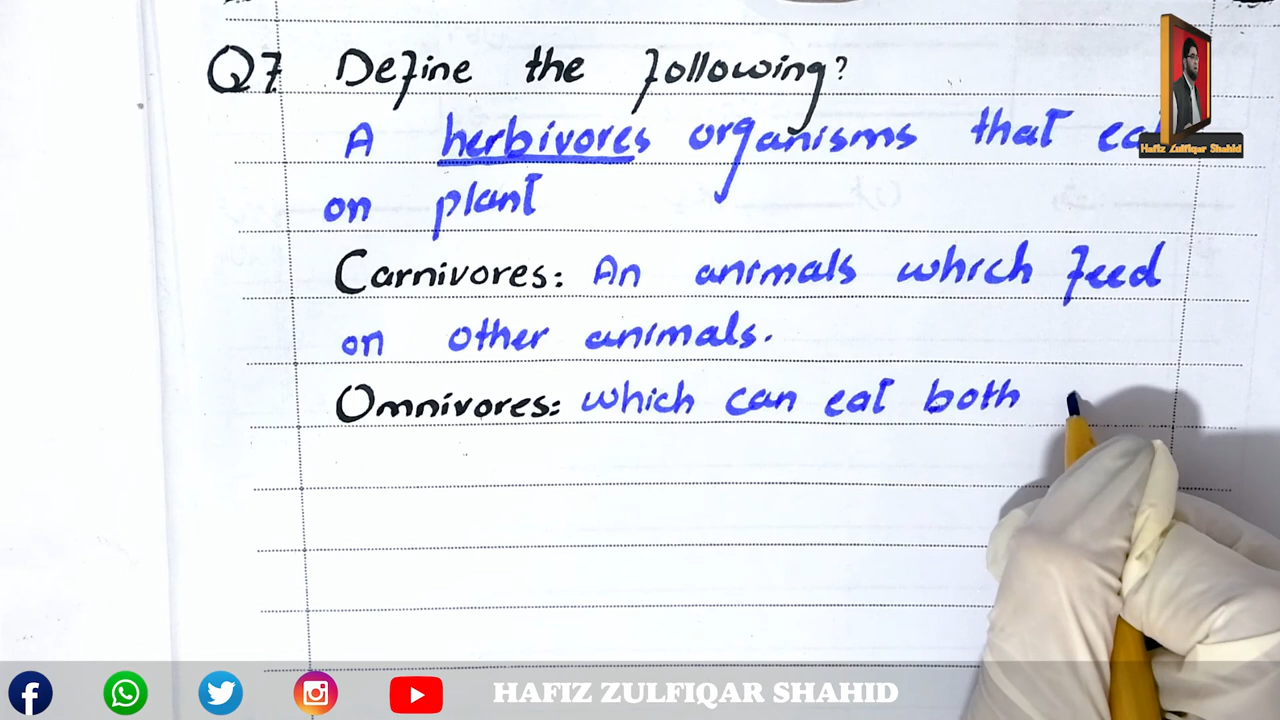 Q7 Define the following?
A herbivores organisms that
on plant
Carnivores: An animals which feed
on other animals.
Omnivores: which can eat both
Hafiz Zulfiqar Shahid
HAFIZ ZULFIQAR SHAHID